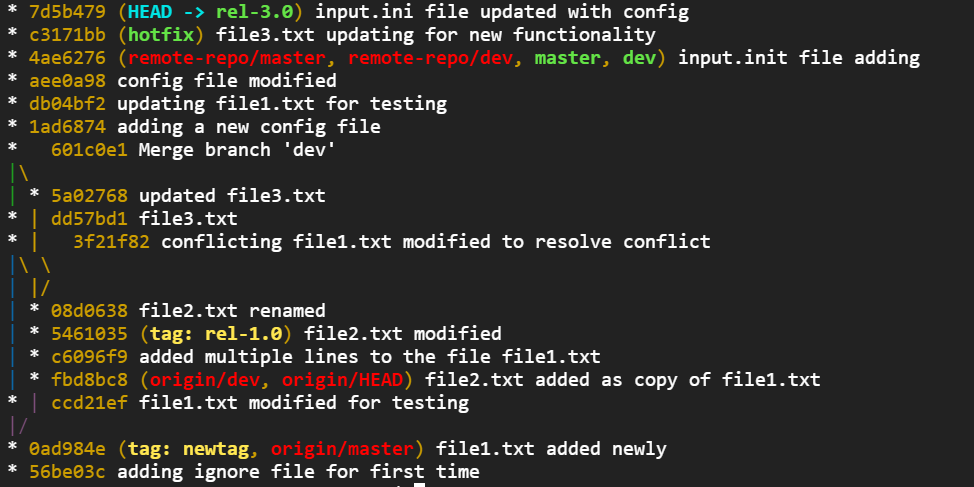 * 7d5b479 (HEAD -> rel-3.0) input.ini file updated with config
* c3171bb (hotfix) file3.txt updating for new functionality
* 4ae6276 (remote-repo/master, remote-repo/dev, master, dev) input.init file adding
* aee0a98 config file modified
* db04bf2 updating file1.txt for testing
* 1ad6874 adding a new config file
*   601c0e1 Merge branch 'dev'
|\
| * 5a02768 updated file3.txt
* | dd57bd1 file3.txt
* |   3f21f82 conflicting file1.txt modified to resolve conflict
|\ \
| |/
| * 08d0638 file2.txt renamed
| * 5461035 (tag: rel-1.0) file2.txt modified
| * c6096f9 added multiple lines to the file file1.txt
| * fbd8bc8 (origin/dev, origin/HEAD) file2.txt added as copy of file1.txt
* | ccd21ef file1.txt modified for testing
|/
* 0ad984e (tag: newtag, origin/master) file1.txt added newly
* 56be03c adding ignore file for first time